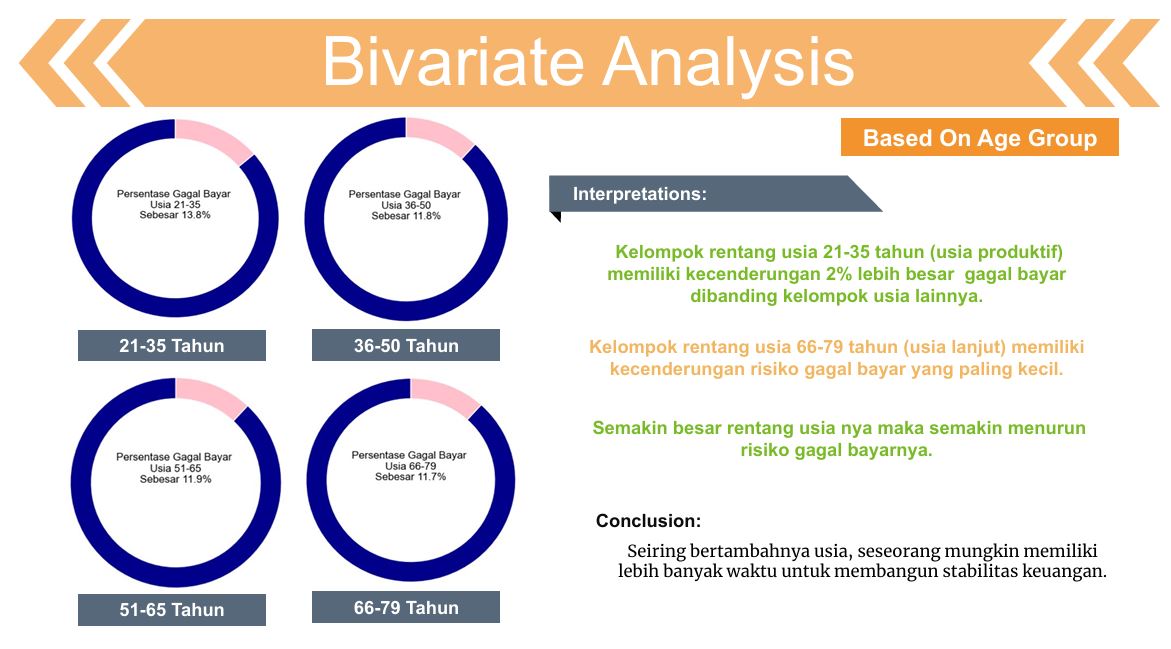 Bivariate Analysis
Based On Age Group
Persentase Gagal Bayar
Usia 21-35
Sebesar 13.8%
21-35 Tahun
Persentase Gagal Bayar
Usia 36-50
Sebesar 11.8%
36-50 Tahun
Persentase Gagal Bayar
Usia 51-65
Sebesar 11.9%
51-65 Tahun
Persentase Gagal Bayar
Usia 66-79
Sebesar 11.7%
66-79 Tahun
Interpretations:
Kelompok rentang usia 21-35 tahun (usia produktif)
memiliki kecenderungan 2% lebih besar gagal bayar
dibanding kelompok usia lainnya.
Kelompok rentang usia 66-79 tahun (usia lanjut) memiliki
kecenderungan risiko gagal bayar yang paling kecil.
Semakin besar rentang usia nya maka semakin menurun
risiko gagal bayarnya.
Conclusion:
Seiring bertambahnya usia, seseorang mungkin memiliki
lebih banyak waktu untuk membangun stabilitas keuangan.